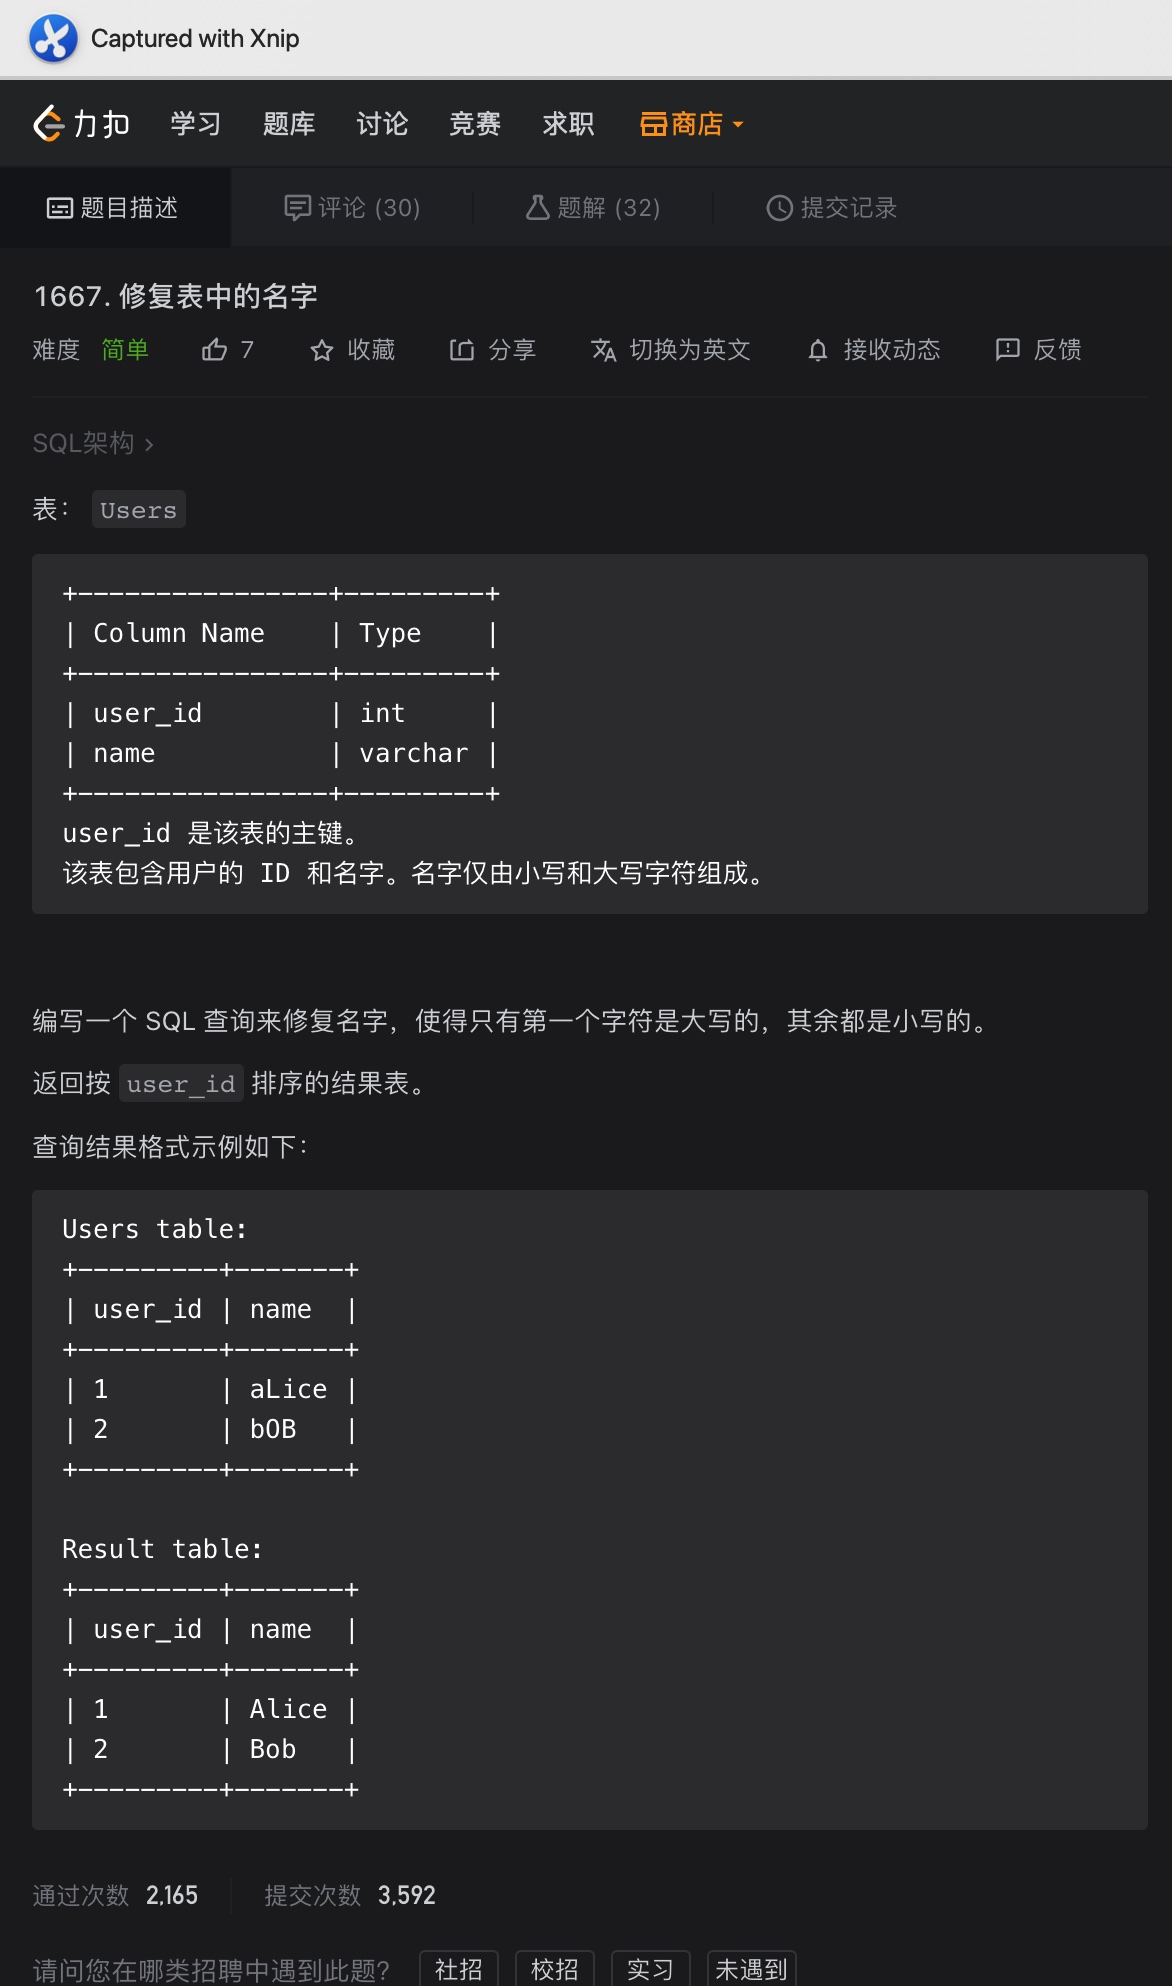 Captured with Xnip
力扣 学习 题库 讨论 竞赛 求职 商店
题目描述 评论 (30) 题解 (32) 提交记录
1667. 修复表中的名字
难度 简单 7 收藏 分享 切换为英文 接收动态 反馈
SQL架构 >
表： Users
+----------------+---------+
| Column Name    | Type    |
+----------------+---------+
| user_id        | int     |
| name           | varchar |
+----------------+---------+
user_id 是该表的主键。
该表包含用户的 ID 和名字。名字仅由小写和大写字符组成。
编写一个 SQL 查询来修复名字，使得只有第一个字符是大写的，其余都是小写的。
返回按 user_id 排序的结果表。
查询结果格式示例如下：
Users table:
+---------+-------+
| user_id | name  |
+---------+-------+
| 1       | aLice |
| 2       | bOB   |
+---------+-------+
Result table:
+---------+-------+
| user_id | name  |
+---------+-------+
| 1       | Alice |
| 2       | Bob   |
+---------+-------+
通过次数 2,165 提交次数 3,592
请问您在哪类招聘中遇到此题？ 社招 校招 实习 未遇到